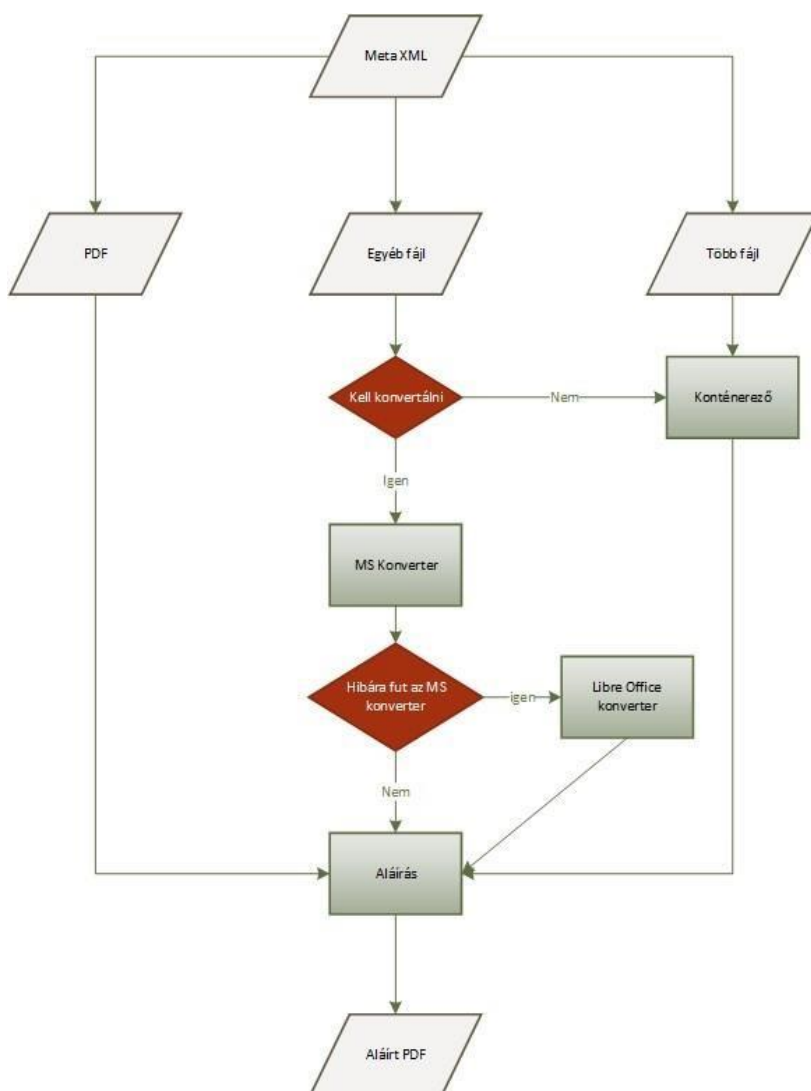 Meta XML
PDF
Egyéb fájl
Több fájl
Kell konvertálni
Nem
Konténerező
Igen
MS Konverter
Hibára fut az MS
konverter
igen
Libre Office
konverter
Nem
Aláírás
Aláírt PDF